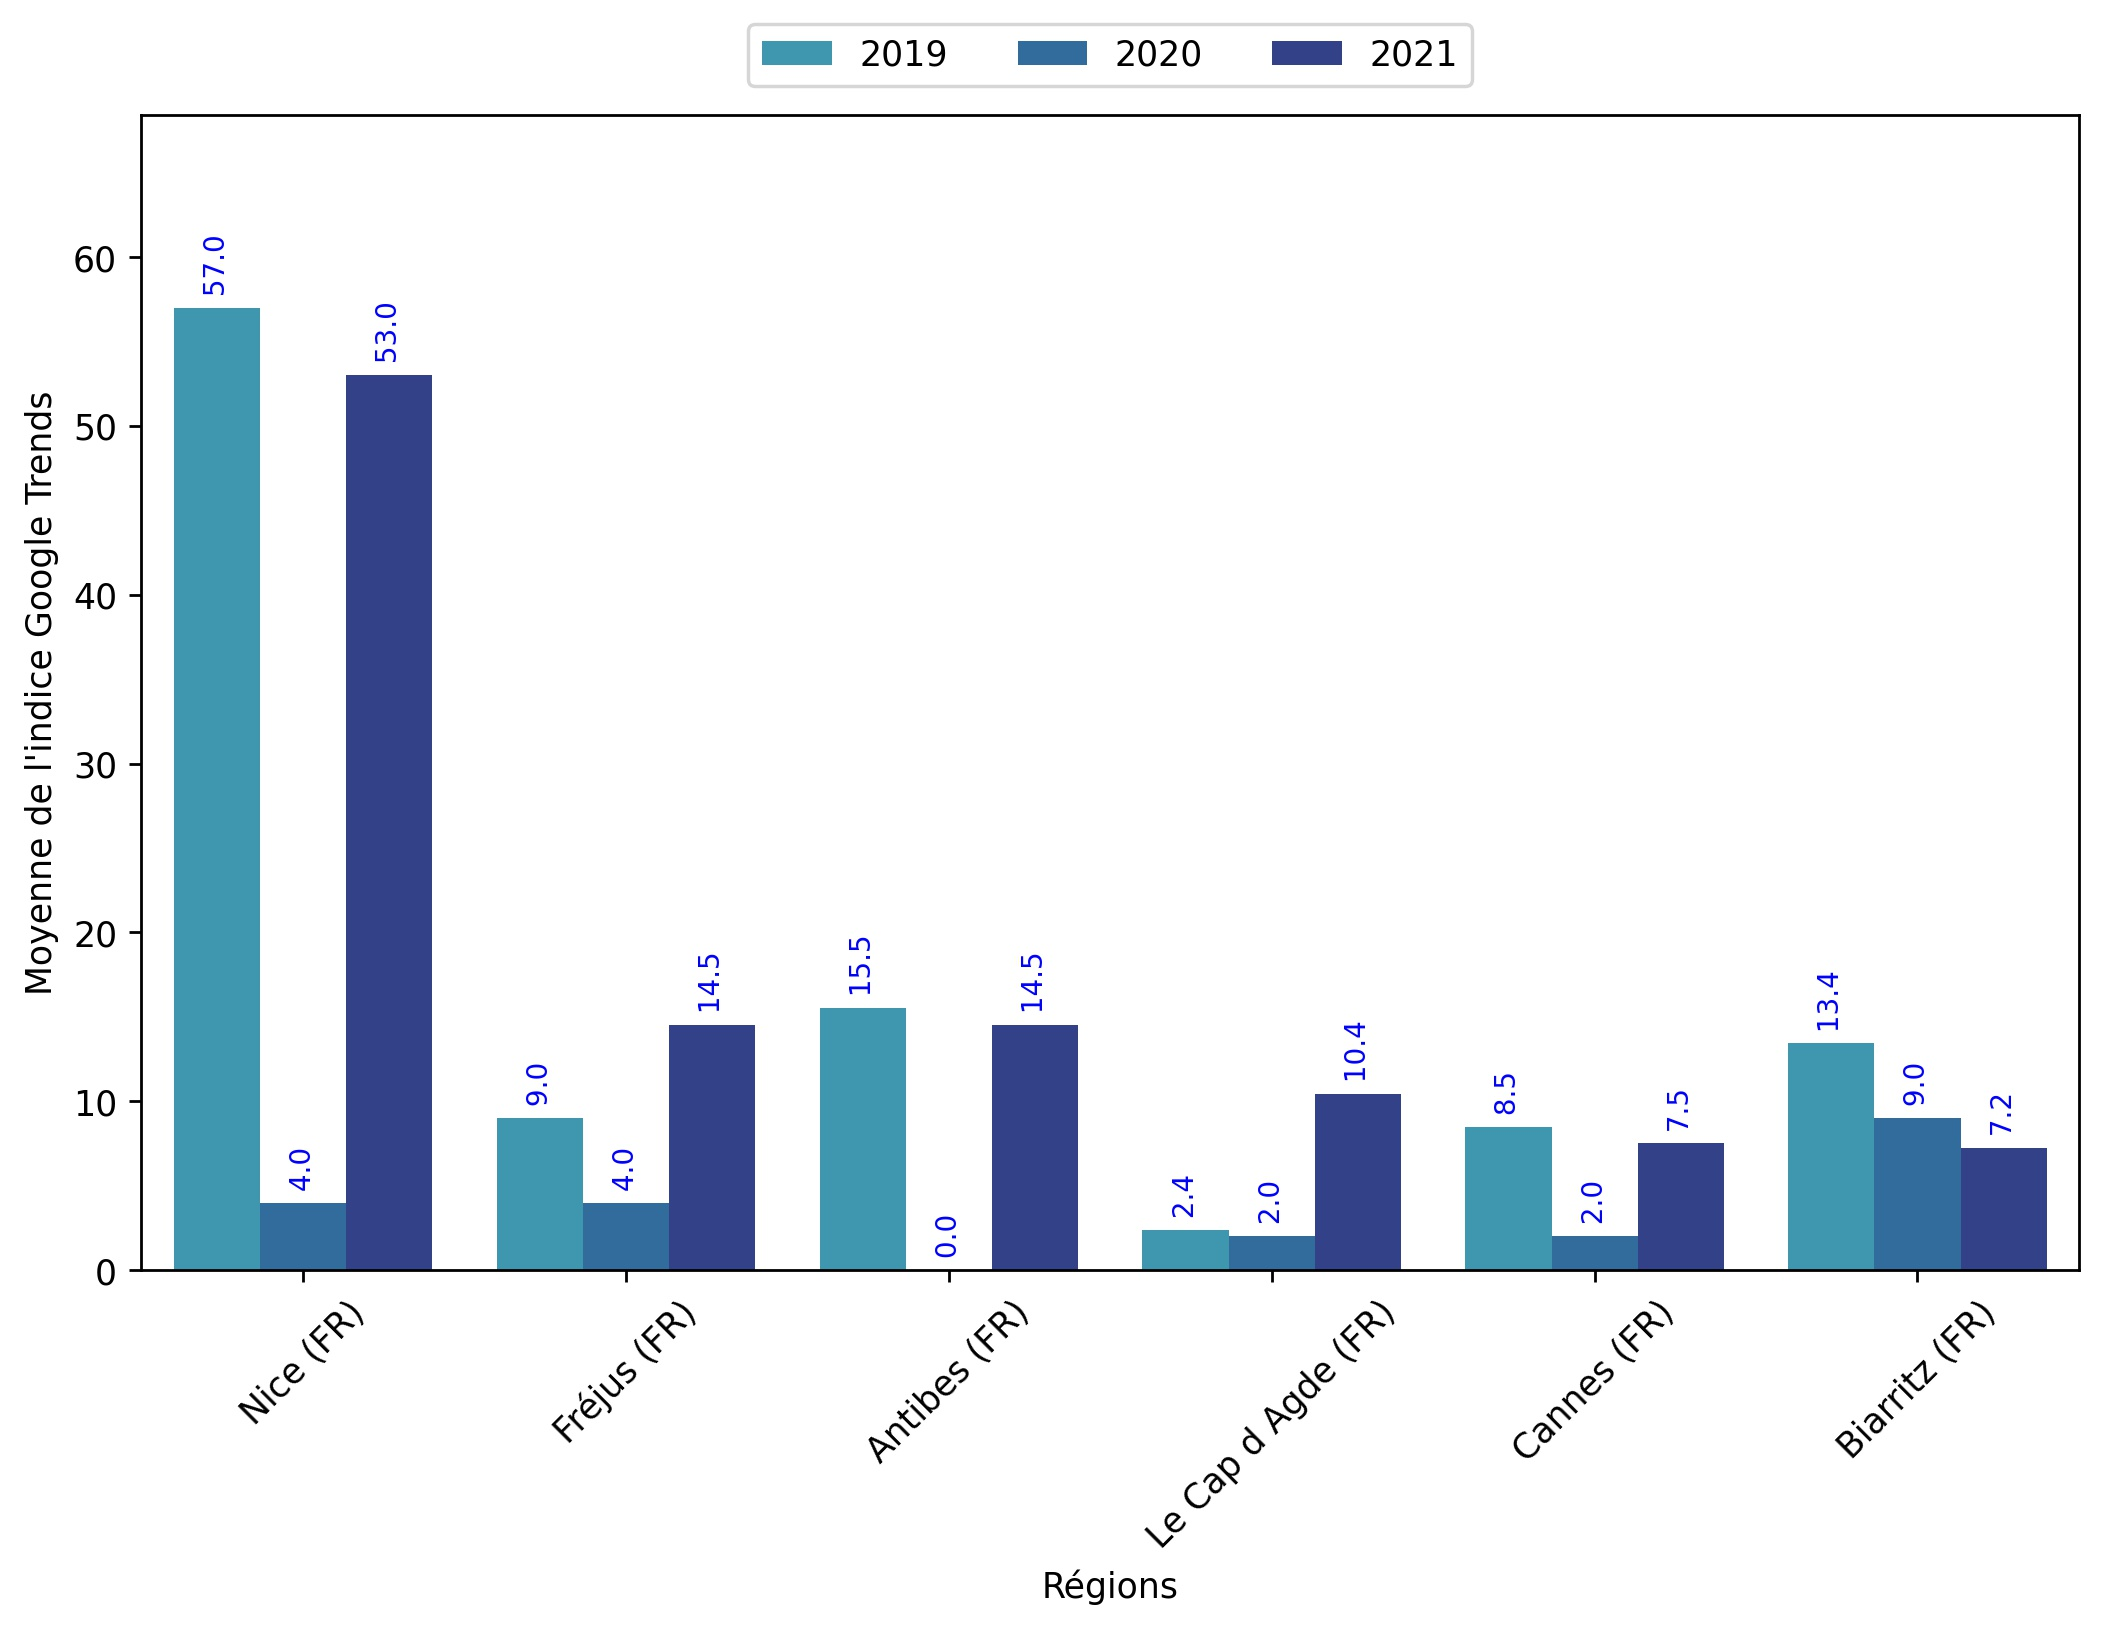 2019 2020 2021
Moyenne de l'indice Google Trends
60
50
40
30
20
10
0
57.0 4.0 53.0
9.0 4.0 14.5
15.5 0.0 14.5
2.4 2.0 10.4
8.5 2.0 7.5
13.4 9.0 7.2
Nice (FR)
Fréjus (FR)
Antibes (FR)
Le Cap d Agde (FR)
Cannes (FR)
Biarritz (FR)
Régions